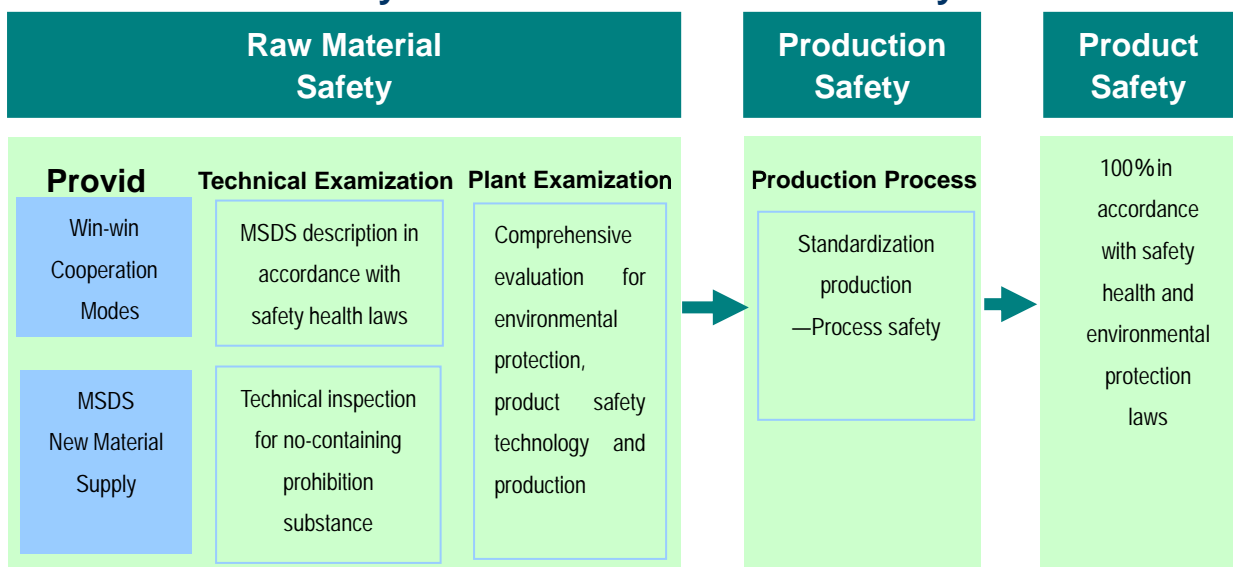 Raw Material
Safety
Production
Safety
Product
Safety
Provid
Win-win
Cooperation
Modes
MSDS
New Material
Supply
Technical Examization
MSDS description in
accordance with
safety health laws
Technical inspection
for no-containing
prohibition
substance
Plant Examization
Comprehensive
evaluation for
environmental
protection,
product safety
technology and
production
Production Process
Standardization
production
—Process safety
100%in
accordance
with safety
health and
environmental
protection
laws